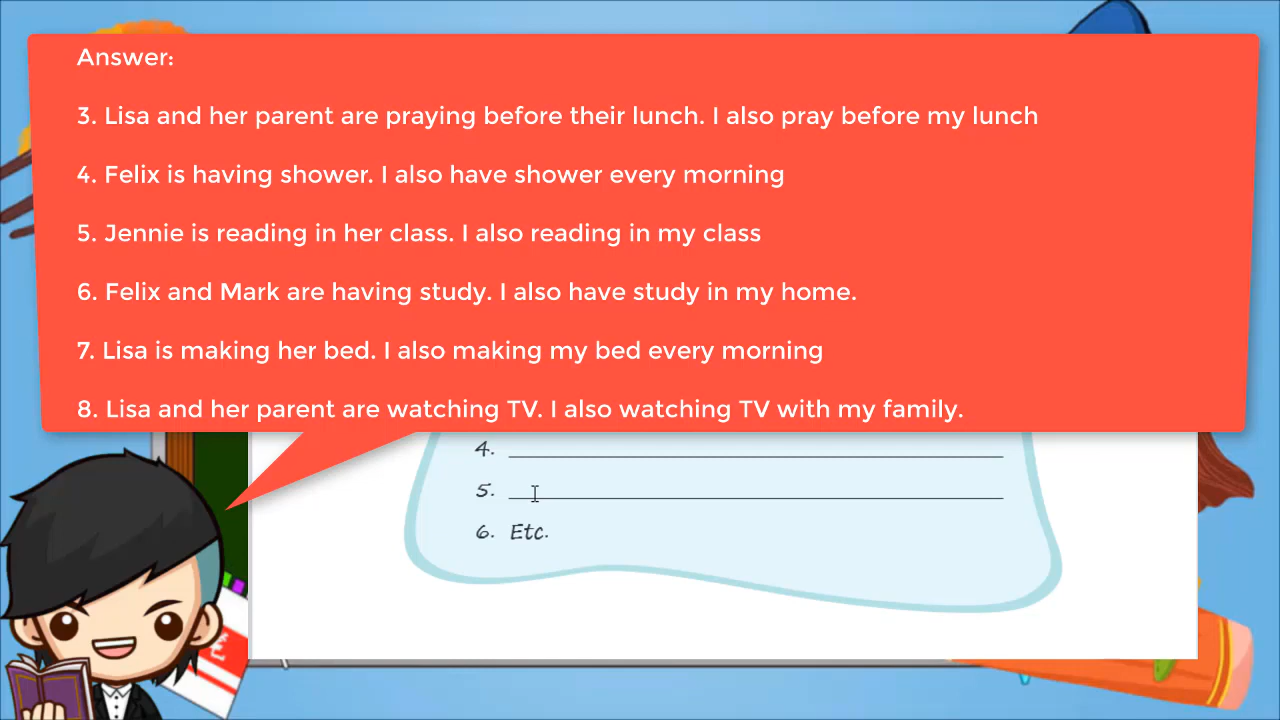 Answer:
3. Lisa and her parent are praying before their lunch. I also pray before my lunch
4. Felix is having shower. I also have shower every morning
5. Jennie is reading in her class. I also reading in my class
6. Felix and Mark are having study. I also have study in my home.
7. Lisa is making her bed. I also making my bed every morning
8. Lisa and her parent are watching TV. I also watching TV with my family.
4.
5.
6. Etc.